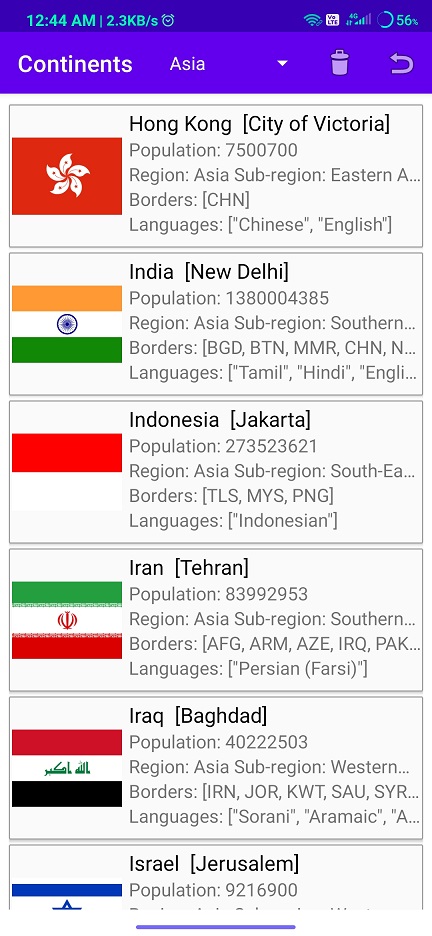 12:44 AM | 2.3KB/s
Vo LTE 4G 56%
Continents Asia
Hong Kong [City of Victoria]
Population: 7500700
Region: Asia Sub-region: Eastern A...
Borders: [CHN]
Languages: ["Chinese", "English"]
India [New Delhi]
Population: 1380004385
Region: Asia Sub-region: Southern...
Borders: [BGD, BTN, MMR, CHN, N...
Languages: ["Tamil", "Hindi", "Engli...
Indonesia [Jakarta]
Population: 273523621
Region: Asia Sub-region: South-Ea...
Borders: [TLS, MYS, PNG]
Languages: ["Indonesian"]
Iran [Tehran]
Population: 83992953
Region: Asia Sub-region: Southern...
Borders: [AFG, ARM, AZE, IRQ, PAK...
Languages: ["Persian (Farsi)"]
Iraq [Baghdad]
الله اكبر
Population: 40222503
Region: Asia Sub-region: Western...
Borders: [IRN, JOR, KWT, SAU, SYR...
Languages: ["Sorani", "Aramaic", "A...
Israel [Jerusalem]
Population: 9216900